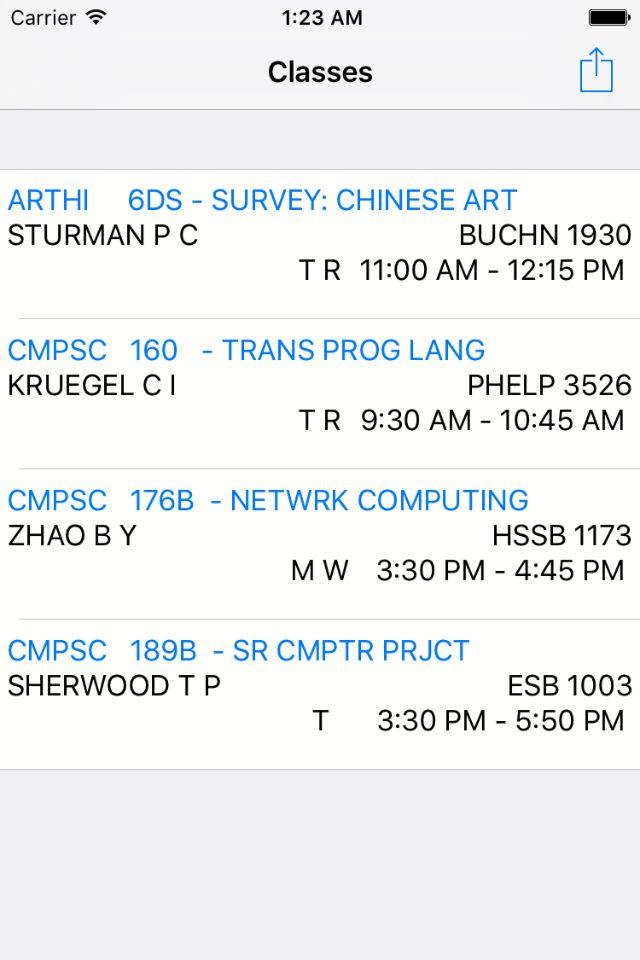 Carrier 1:23 AM
Classes
ARTHI 6DS - SURVEY: CHINESE ART
STURMAN P C BUCHN 1930
T R 11:00 AM - 12:15 PM
CMPSC 160 - TRANS PROG LANG
KRUEGEL C I PHELP 3526
T R 9:30 AM - 10:45 AM
CMPSC 176B - NETWRK COMPUTING
ZHAO B Y HSSB 1173
M W 3:30 PM - 4:45 PM
CMPSC 189B - SR CMPTR PRJCT
SHERWOOD T P ESB 1003
T 3:30 PM - 5:50 PM